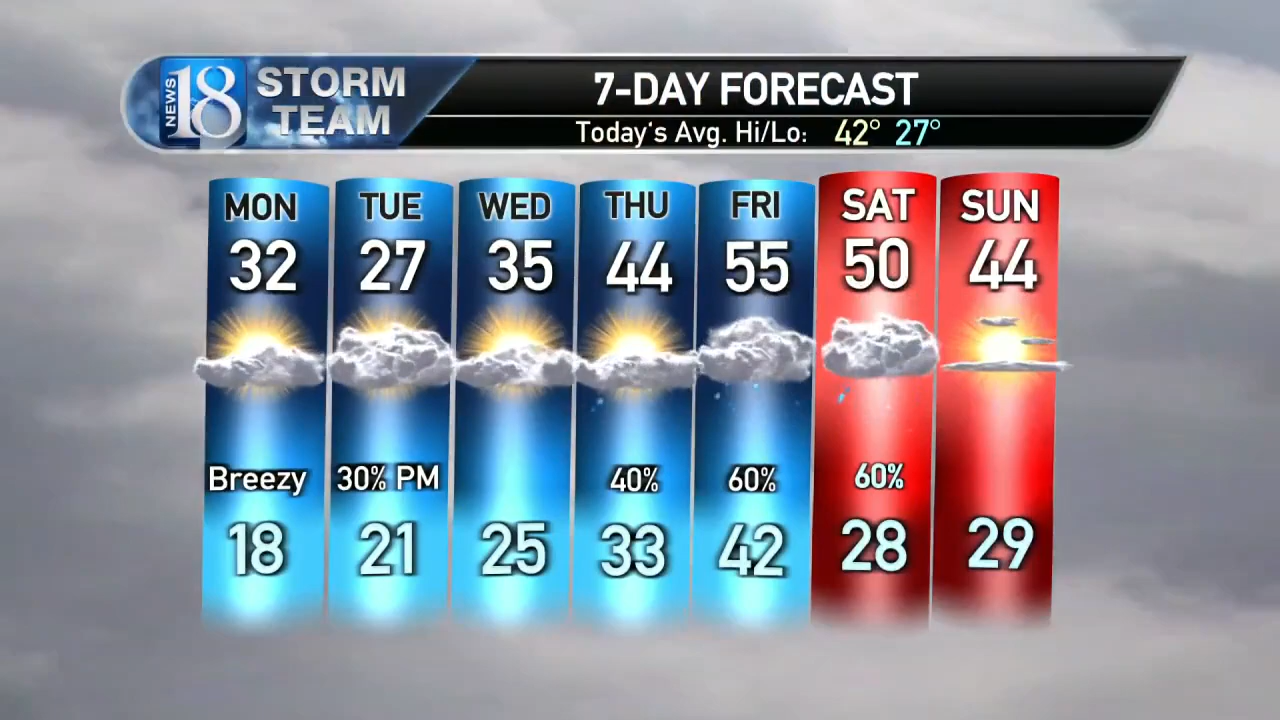 NEWS 18 STORM TEAM
7-DAY FORECAST
Today's Avg. Hi/Lo: 42° 27°
MON TUE WED THU FRI SAT SUN
32 27 35 44 55 50 44
Breezy 30% PM 40% 60% 60%
18 21 25 33 42 28 29